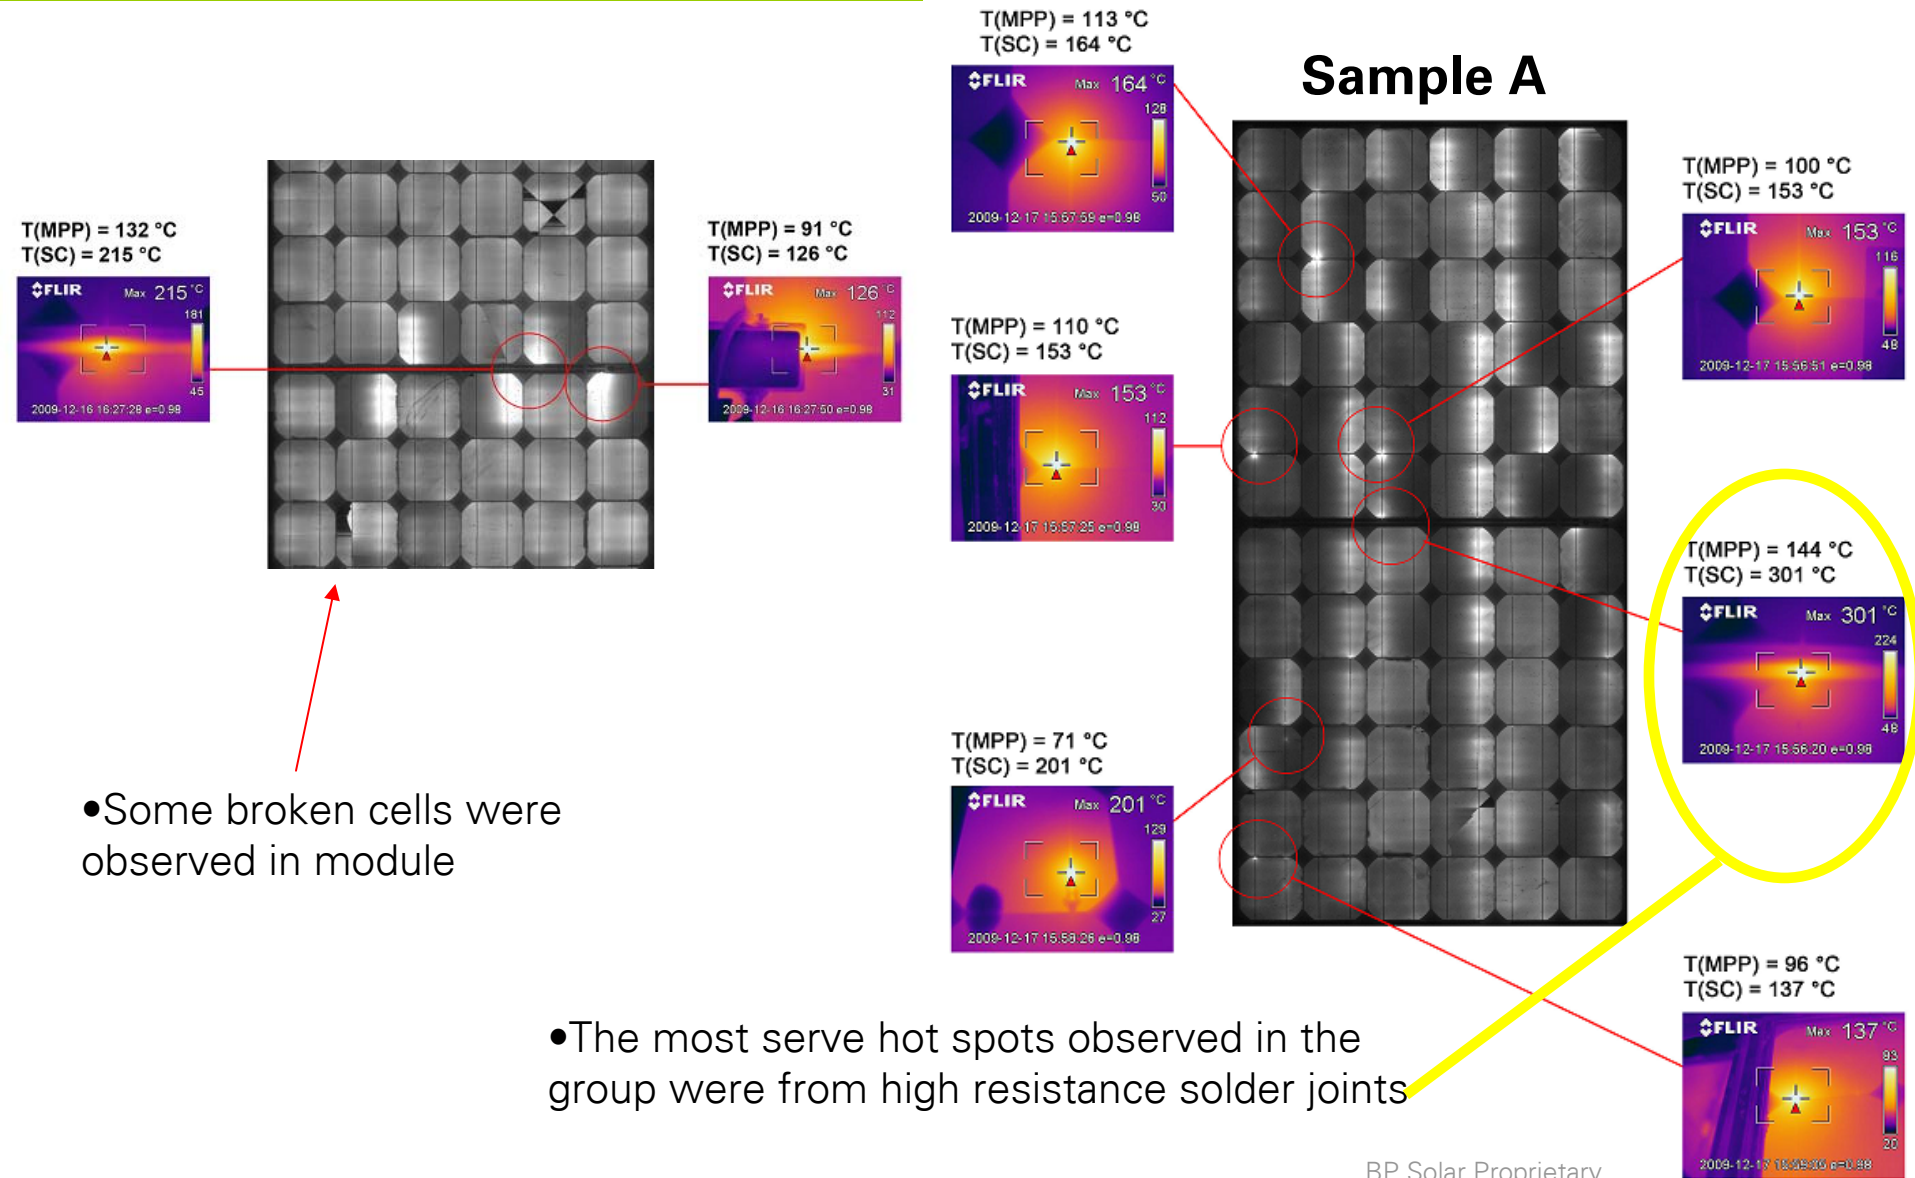 T(MPP) = 113 °C
T(SC) = 164 °C
Sample A
FLIR Max 164 °C
128
50
2009-12-17 15:57:59 e=0.98
T(MPP) = 100 °C
T(SC) = 153 °C
FLIR Max 153 °C
116
48
2009-12-17 15:56:51 e=0.98
T(MPP) = 132 °C
T(SC) = 215 °C
FLIR Max 215 °C
181
45
2009-12-16 16:27:28 e=0.98
T(MPP) = 91 °C
T(SC) = 126 °C
FLIR Max 126 °C
112
31
2009-12-16 16:27:50 e=0.98
T(MPP) = 110 °C
T(SC) = 153 °C
FLIR Max 153 °C
112
30
2009-12-17 15:57:25 e=0.98
T(MPP) = 144 °C
T(SC) = 301 °C
FLIR Max 301 °C
224
48
2009-12-17 15:56:20 e=0.98
T(MPP) = 71 °C
T(SC) = 201 °C
FLIR Max 201 °C
129
27
2009-12-17 15:58:26 e=0.98
•Some broken cells were
observed in module
T(MPP) = 96 °C
T(SC) = 137 °C
FLIR Max 137 °C
93
20
2009-12-17 e=0.98
•The most serve hot spots observed in the
group were from high resistance solder joints
BP Solar Proprietary